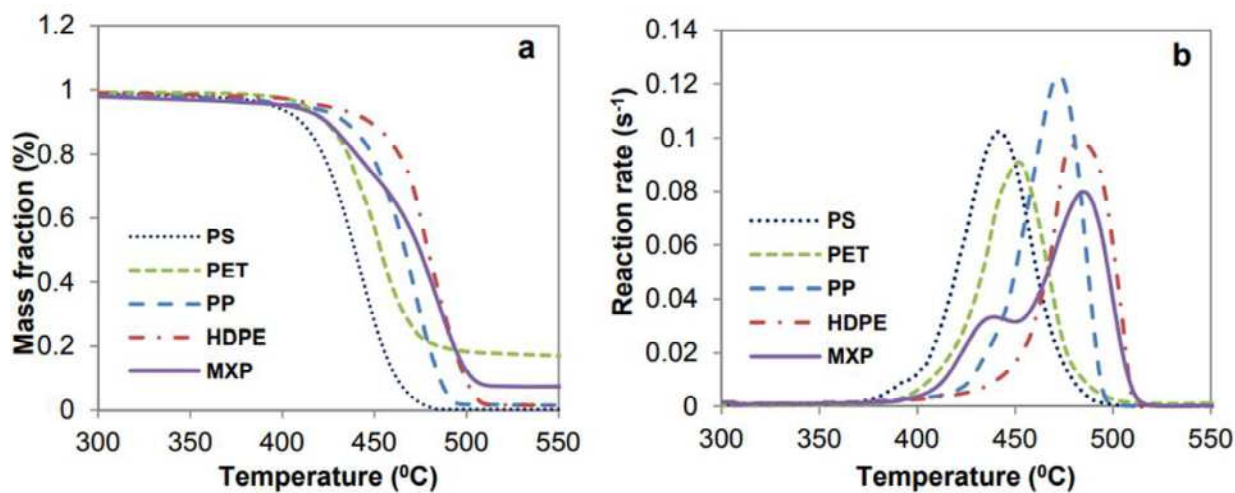 a
Mass fraction (%)
1.2
1
0.8
0.6
0.4
0.2
0
PS
PET
PP
HDPE
MXP
300 350 400 450 500 550
Temperature (⁰C)
b
Reaction rate (s⁻¹)
0.14
0.12
0.1
0.08
0.06
0.04
0.02
0
PS
PET
PP
HDPE
MXP
300 350 400 450 500 550
Temperature (⁰C)